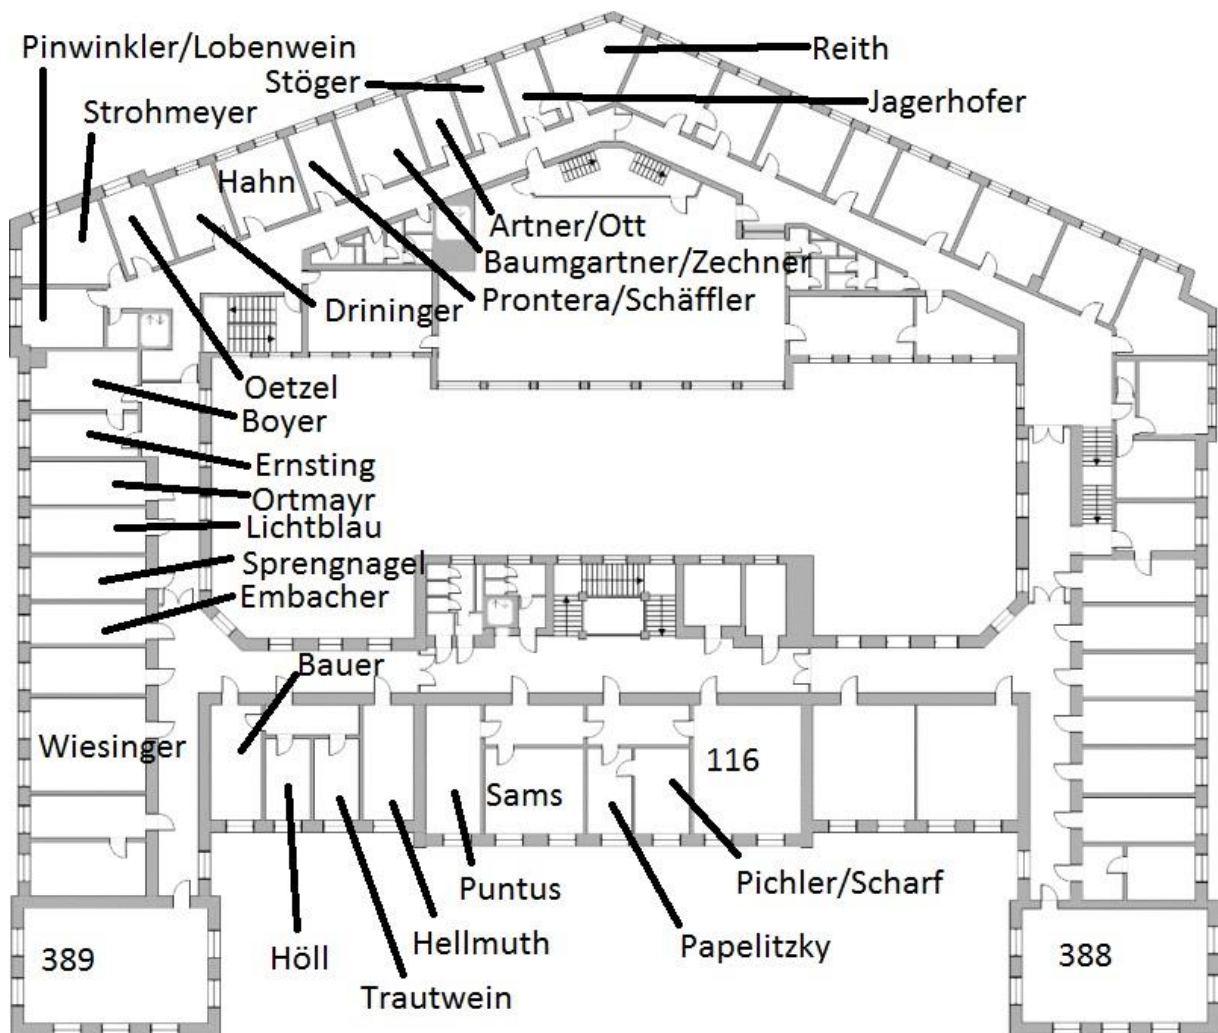 Pinwinkler/Lobenwein
Reith
Stöger
Jagerhofer
Strohmeyer
Hahn
Artner/Ott
Baumgartner/Zechner
Prontera/Schäffler
Drininger
Oetzel
Boyer
Ernsting
Ortmayr
Lichtblau
Sprengnagel
Embacher
Bauer
Wiesinger
116
Sams
Puntus
Pichler/Scharf
Hellmuth
Papelitzky
Höll
389
388
Trautwein